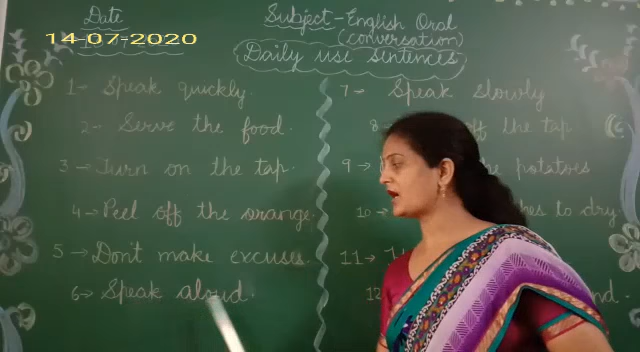 Date
14-07-2020
Subject-English Oral
(conversation)
Daily use sentences
1- Speak quickly.
2- Serve the food.
3→ Turn on the tap.
4→ Peel off the orange.
5→ Don't make excuses.
6→ Speak aloud.
7- Speak slowly
8- off the tap
9→ potatoes
10→ to dry
11→
12